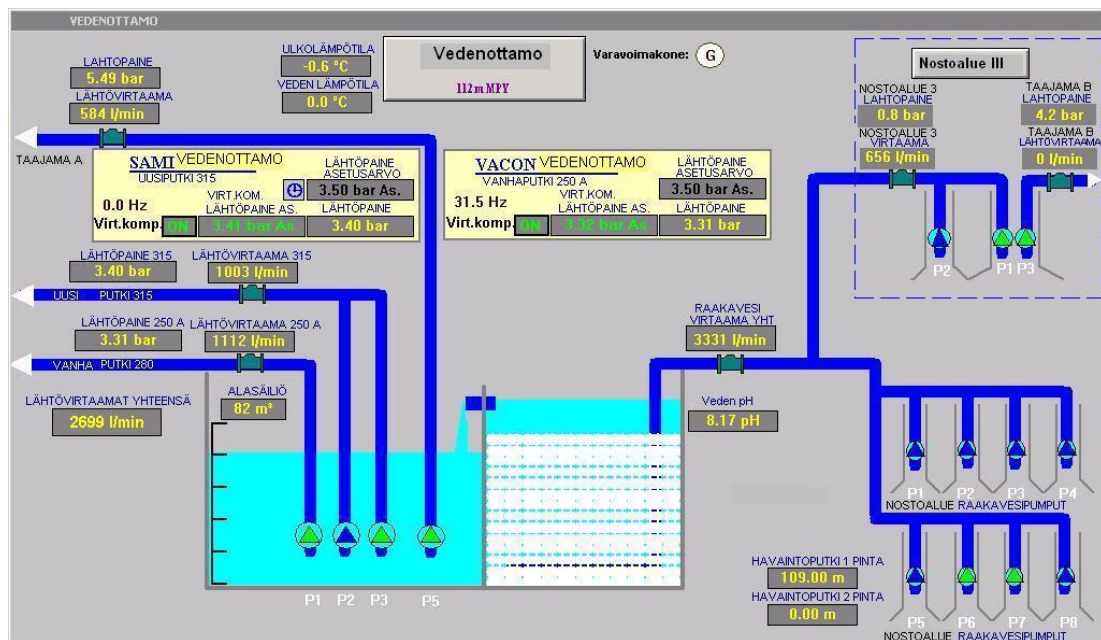 VEDENOTTAMO
LAHTOPAINE
5.49 bar
LÄHTÖVIRTAAMA
584 l/min
TAAJAMA A
ULKOLÄMPÖTILA
-0.6 °C
VEDEN LÄMPÖTILA
0.0 °C
Vedenottamo
112m MPY
Varavoimakone:
G
Nostoalue III
NOSTOALUE 3
LAHTOPAINE
0.8 bar
NOSTOALUE 3
VIRTAAMA
656 l/min
TAAJAMA B
LAHTOPAINE
4.2 bar
TAAJAMA B
LÄHTÖVIRTAAMA
0 l/min
P2
P1
P3
SAMI VEDENOTTAMO
UUSIPUTKI 315
LÄHTÖPAINE
ASETUSARVO
3.50 bar As.
0.0 Hz
VIRT.KOM.
LÄHTÖPAINE AS.
LÄHTÖPAINE
Virt.komp.
ON
3.41 bar As.
3.40 bar
VACON VEDENOTTAMO
VANHAPUTKI 250 A
LÄHTÖPAINE
ASETUSARVO
3.50 bar As.
31.5 Hz
VIRT.KOM.
LÄHTÖPAINE AS.
LÄHTÖPAINE
Virt.komp.
ON
3.32 bar As.
3.31 bar
LÄHTÖPAINE 315
3.40 bar
LÄHTÖVIRTAAMA 315
1003 l/min
UUSI PUTKI 315
LÄHTÖPAINE 250 A
3.31 bar
LÄHTÖVIRTAAMA 250 A
1112 l/min
VANHA PUTKI 280
LÄHTÖVIRTAAMAT YHTEENSÄ
2699 l/min
ALASÄILIÖ
82 m³
RAAKAVESI
VIRTAAMA YHT
3331 l/min
Veden pH
8.17 pH
P1 P2 P3 P5
P1 P2 P3 P4
NOSTOALUE RAAKAVESIPUMPUT
HAVAINTOPUTKI 1 PINTA
109.00 m
HAVAINTOPUTKI 2 PINTA
0.00 m
P5 P6 P7 P8
NOSTOALUE RAAKAVESIPUMPUT